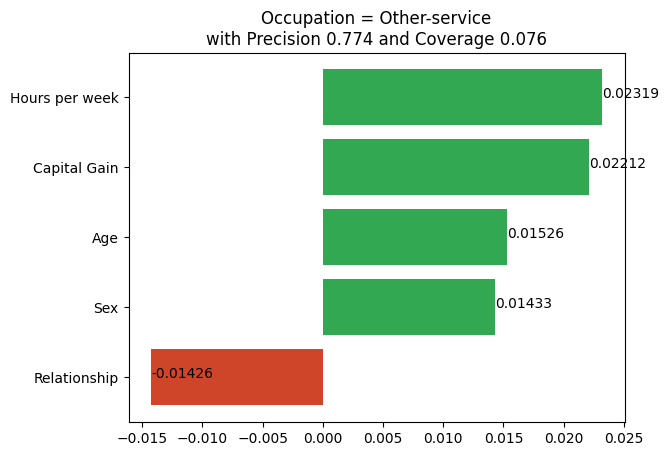 Occupation = Other-service
with Precision 0.774 and Coverage 0.076
Hours per week
0.02319
Capital Gain
0.02212
Age
0.01526
Sex
0.01433
Relationship
-0.01426
−0.015
−0.010
−0.005
0.000
0.005
0.010
0.015
0.020
0.025